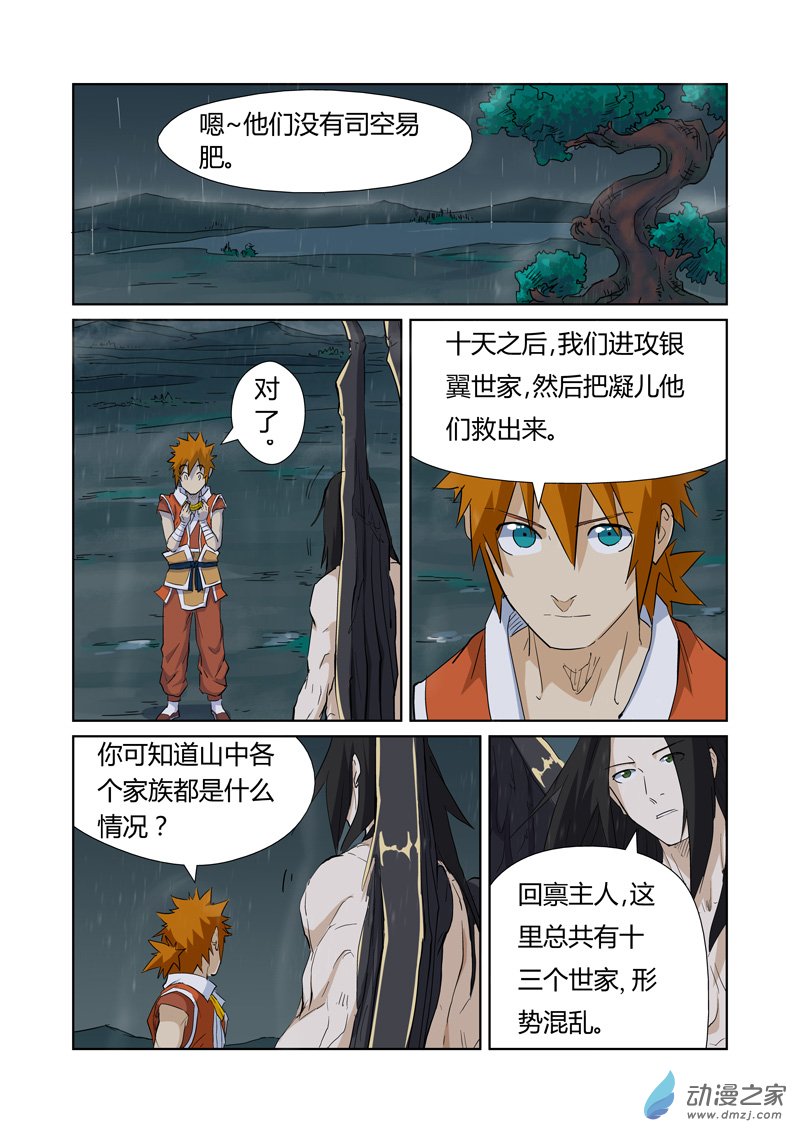 嗯~他们没有司空易
肥。
对
了。
十天之后,我们进攻银
翼世家,然后把凝儿他
们救出来。
你可知道山中各
个家族都是什么
情况?
回禀主人,这
里总共有十
三个世家,形
势混乱。
动漫之家
www.dmzj.com